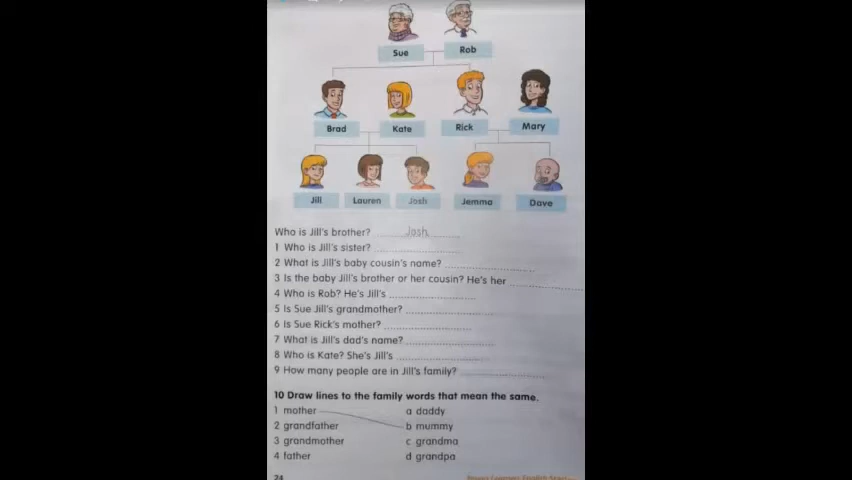 Sue Rob
Brad Kate Rick Mary
Jill Lauren Josh Jemma Dave
Who is Jill's brother? Josh
1 Who is Jill's sister?
2 What is Jill's baby cousin's name?
3 Is the baby Jill's brother or her cousin? He's her
4 Who is Rob? He's Jill's
5 Is Sue Jill's grandmother?
6 Is Sue Rick's mother?
7 What is Jill's dad's name?
8 Who is Kate? She's Jill's
9 How many people are in Jill's family?
10 Draw lines to the family words that mean the same.
1 mother a daddy
2 grandfather b mummy
3 grandmother c grandma
4 father d grandpa
24